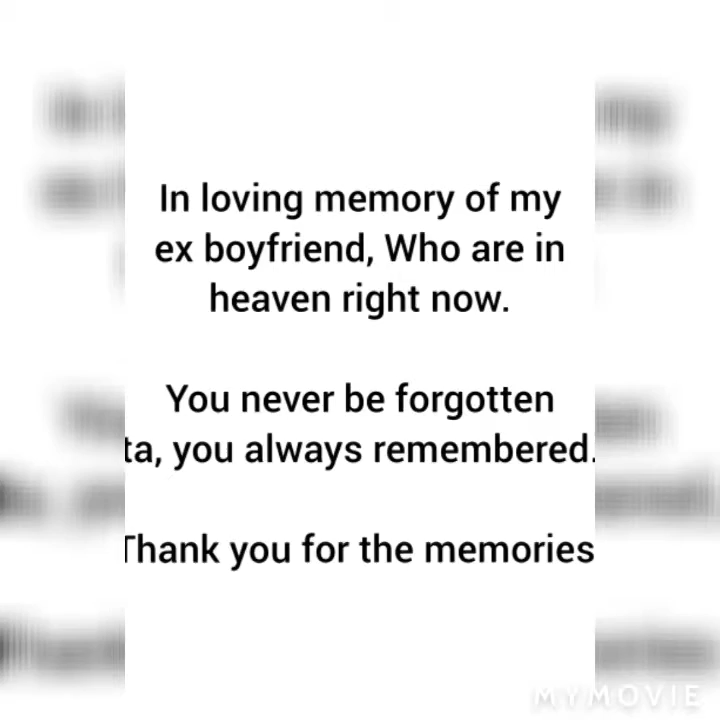 In loving memory of my
ex boyfriend, Who are in
heaven right now.
You never be forgotten
ta, you always remembered.
Thank you for the memories
MYMOVIE